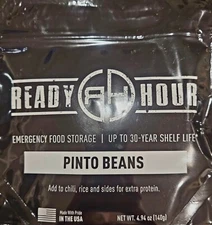 READY RH HOUR
EMERGENCY FOOD STORAGE | UP TO 30-YEAR SHELF LIFE
PINTO BEANS
Add to chili, rice and sides for extra protein.
Made With Pride
IN THE USA
NET WT. 4.94 oz (140g)